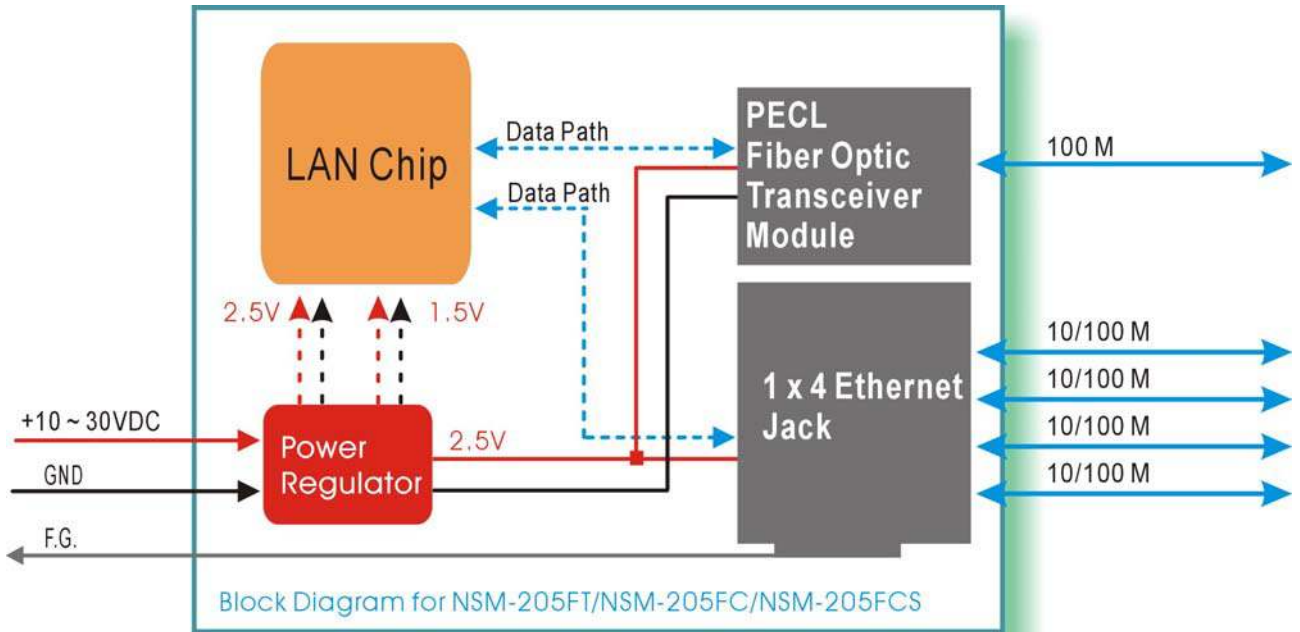 LAN Chip
Data Path
Data Path
PECL
Fiber Optic
Transceiver
Module
100 M
2.5V
1.5V
1 x 4 Ethernet
Jack
10/100 M
10/100 M
10/100 M
10/100 M
+10 ~ 30VDC
GND
F.G.
Power
Regulator
2.5V
Block Diagram for NSM-205FT/NSM-205FC/NSM-205FCS